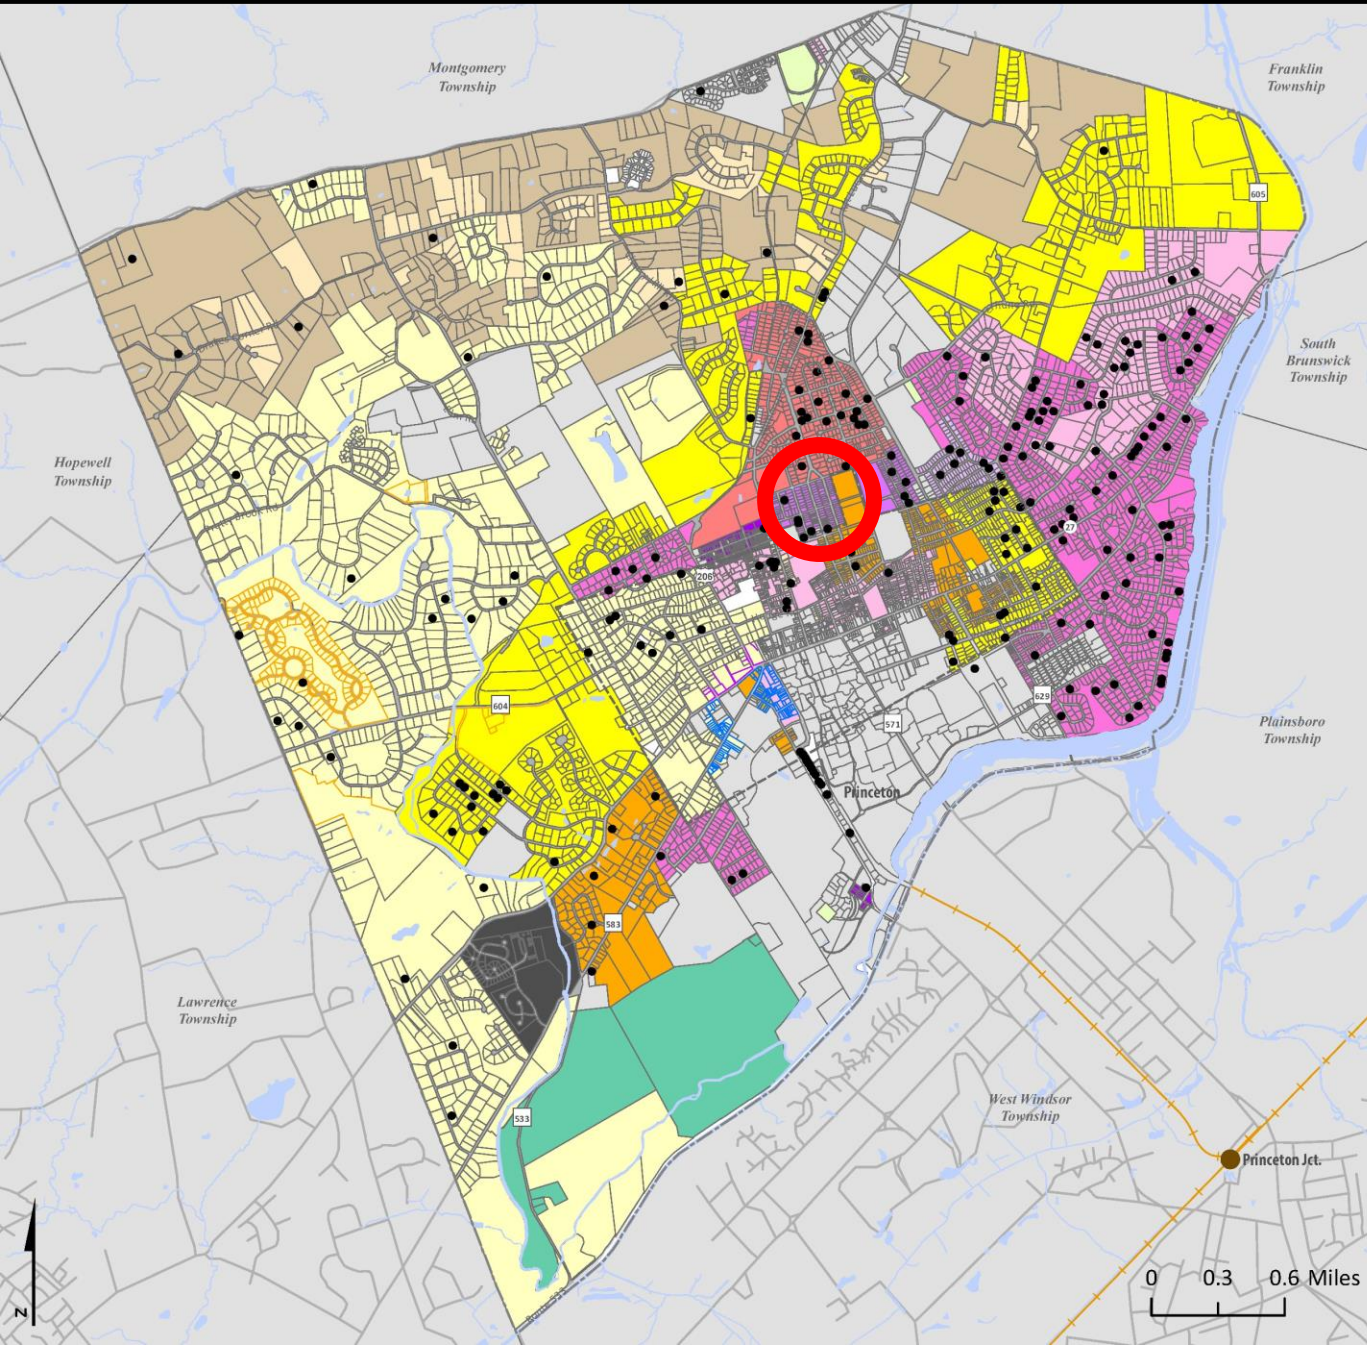 Montgomery
Township
Franklin
Township
605
South
Brunswick
Township
Hopewell
Township
27
206
604
629
571
Plainsboro
Township
Princeton
583
Lawrence
Township
533
West Windsor
Township
Princeton Jct.
0 0.3 0.6 Miles
N